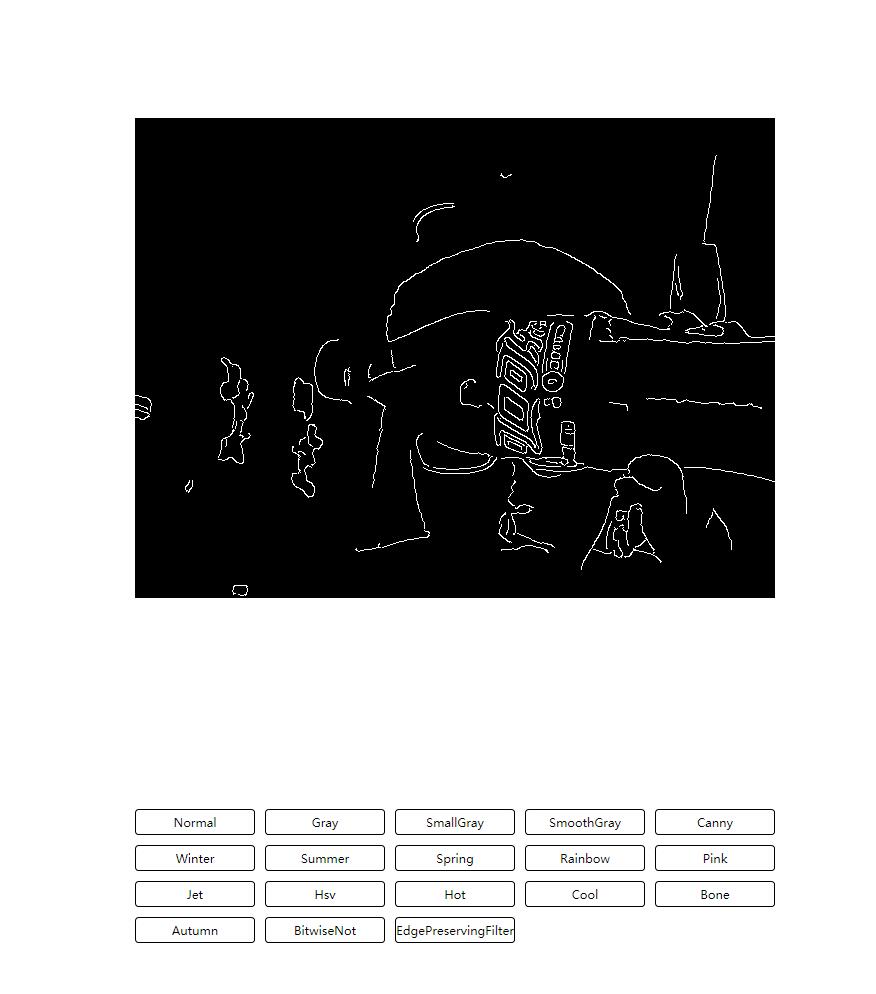 Normal Gray SmallGray SmoothGray Canny
Winter Summer Spring Rainbow Pink
Jet Hsv Hot Cool Bone
Autumn BitwiseNot EdgePreservingFilter